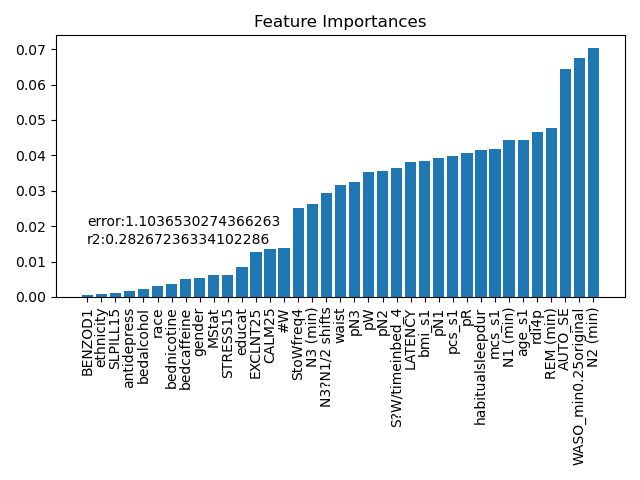 Feature Importances
0.07
0.06
0.05
0.04
0.03
0.02
0.01
0.00
error:1.1036530274366263
r2:0.28267236334102286
BENZOD1
ethnicity
SLPILL15
antidepress
bedalcohol
race
bednicotine
bedcaffeine
gender
MStat
STRESS15
educat
EXCLNT25
CALM25
#W
StoWfreq4
N3 (min)
N3?N1/2 shifts
waist
pN3
pW
pN2
S?W/timeinbed_4
LATENCY
bmi_s1
pN1
pcs_s1
pR
habitualsleepdur
mcs_s1
N1 (min)
age_s1
rdi4p
REM (min)
AUTO_SE
WASO_min0.25original
N2 (min)